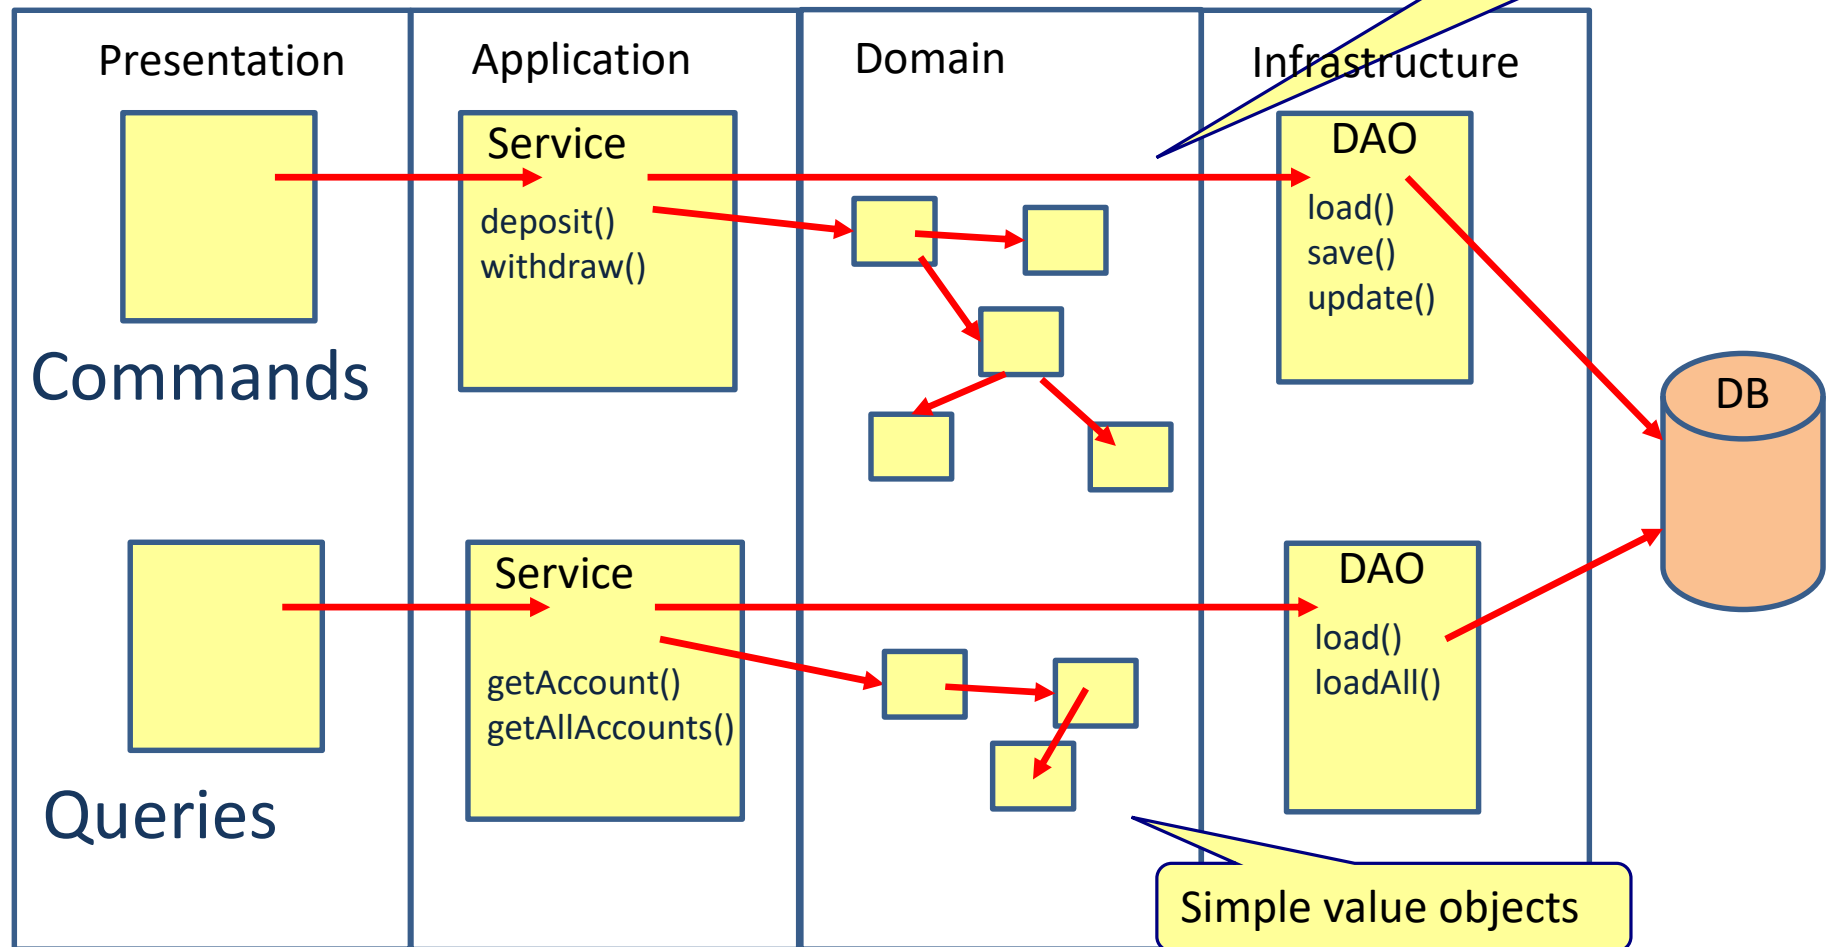 Presentation
Application
Domain
Infrastructure
Service
deposit()
withdraw()
DAO
load()
save()
update()
Commands
DB
Service
getAccount()
getAllAccounts()
DAO
load()
loadAll()
Queries
Simple value objects